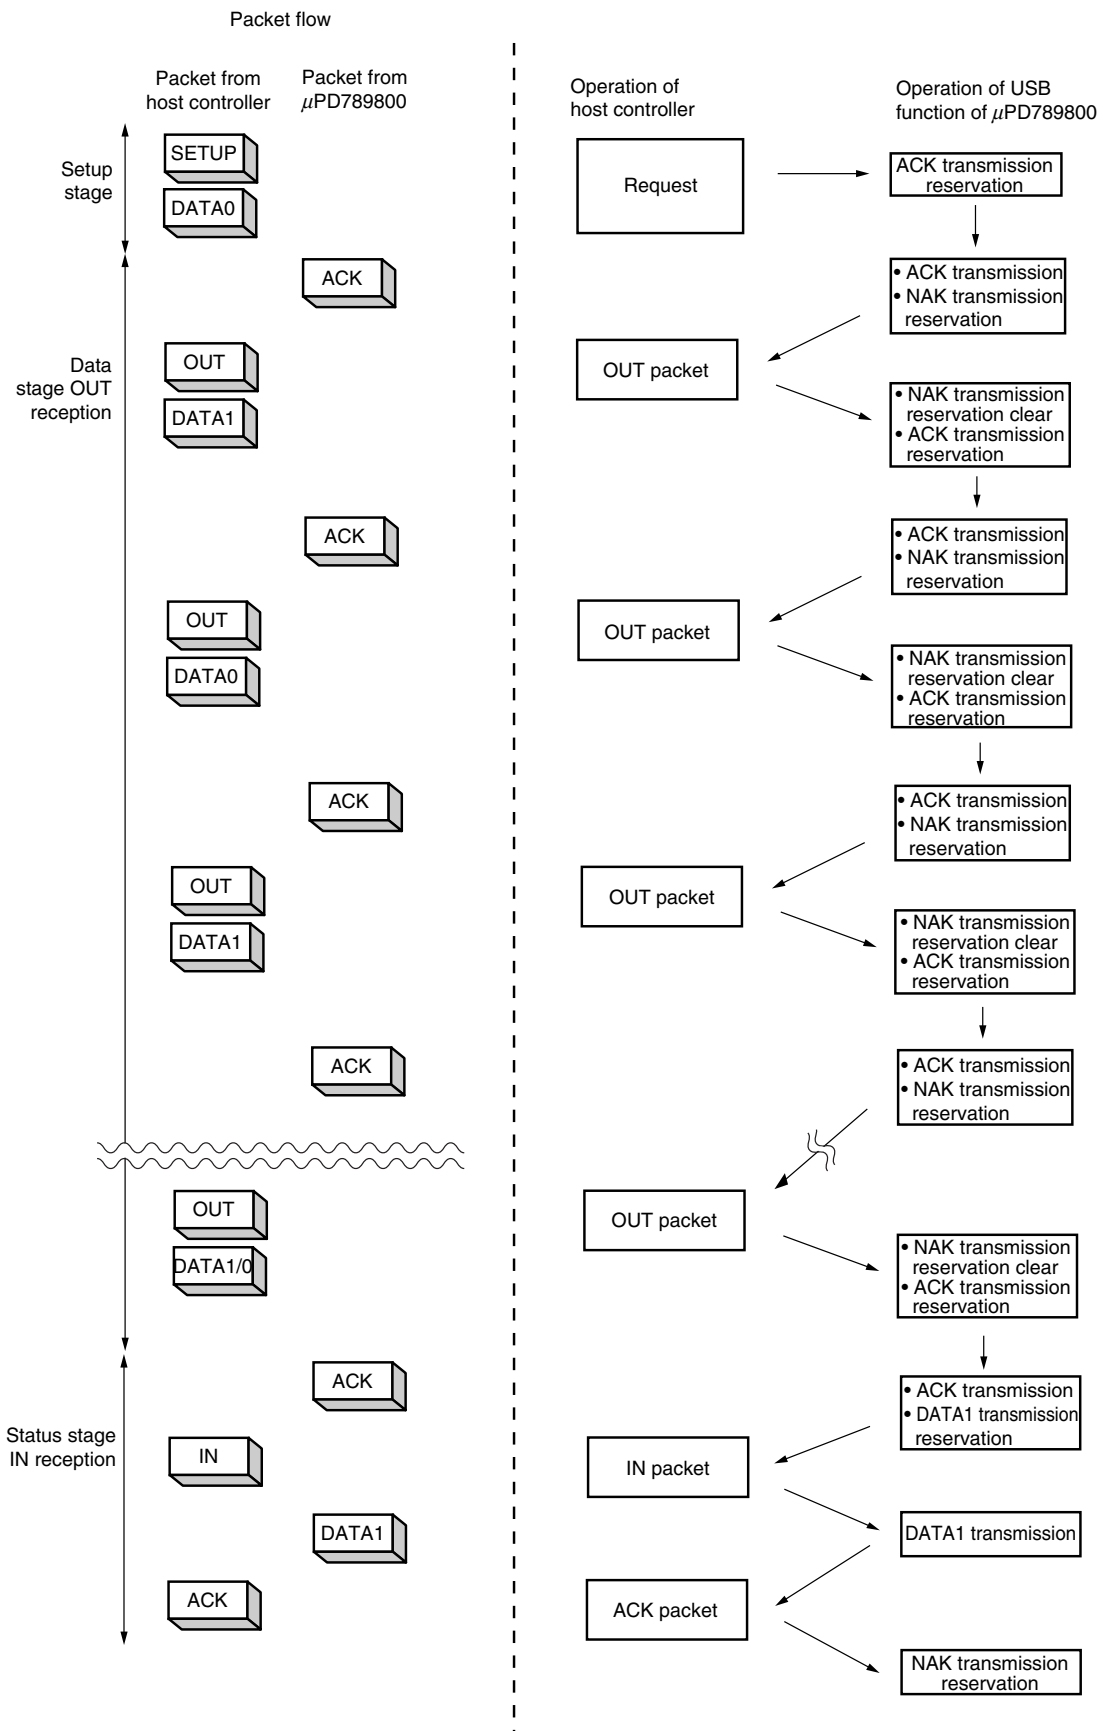 Packet flow
Packet from
host controller
Packet from
μPD789800
Operation of
host controller
Operation of USB
function of μPD789800
Setup
stage
SETUP
DATA0
Request
ACK transmission
reservation
ACK
• ACK transmission
• NAK transmission
reservation
Data
stage OUT
reception
OUT
DATA1
OUT packet
• NAK transmission
reservation clear
• ACK transmission
reservation
ACK
• ACK transmission
• NAK transmission
reservation
OUT
DATA0
OUT packet
• NAK transmission
reservation clear
• ACK transmission
reservation
ACK
• ACK transmission
• NAK transmission
reservation
OUT
DATA1
OUT packet
• NAK transmission
reservation clear
• ACK transmission
reservation
ACK
• ACK transmission
• NAK transmission
reservation
OUT
DATA1/0
OUT packet
• NAK transmission
reservation clear
• ACK transmission
reservation
ACK
• ACK transmission
• DATA1 transmission
reservation
Status stage
IN reception
IN
IN packet
DATA1
DATA1 transmission
ACK
ACK packet
NAK transmission
reservation